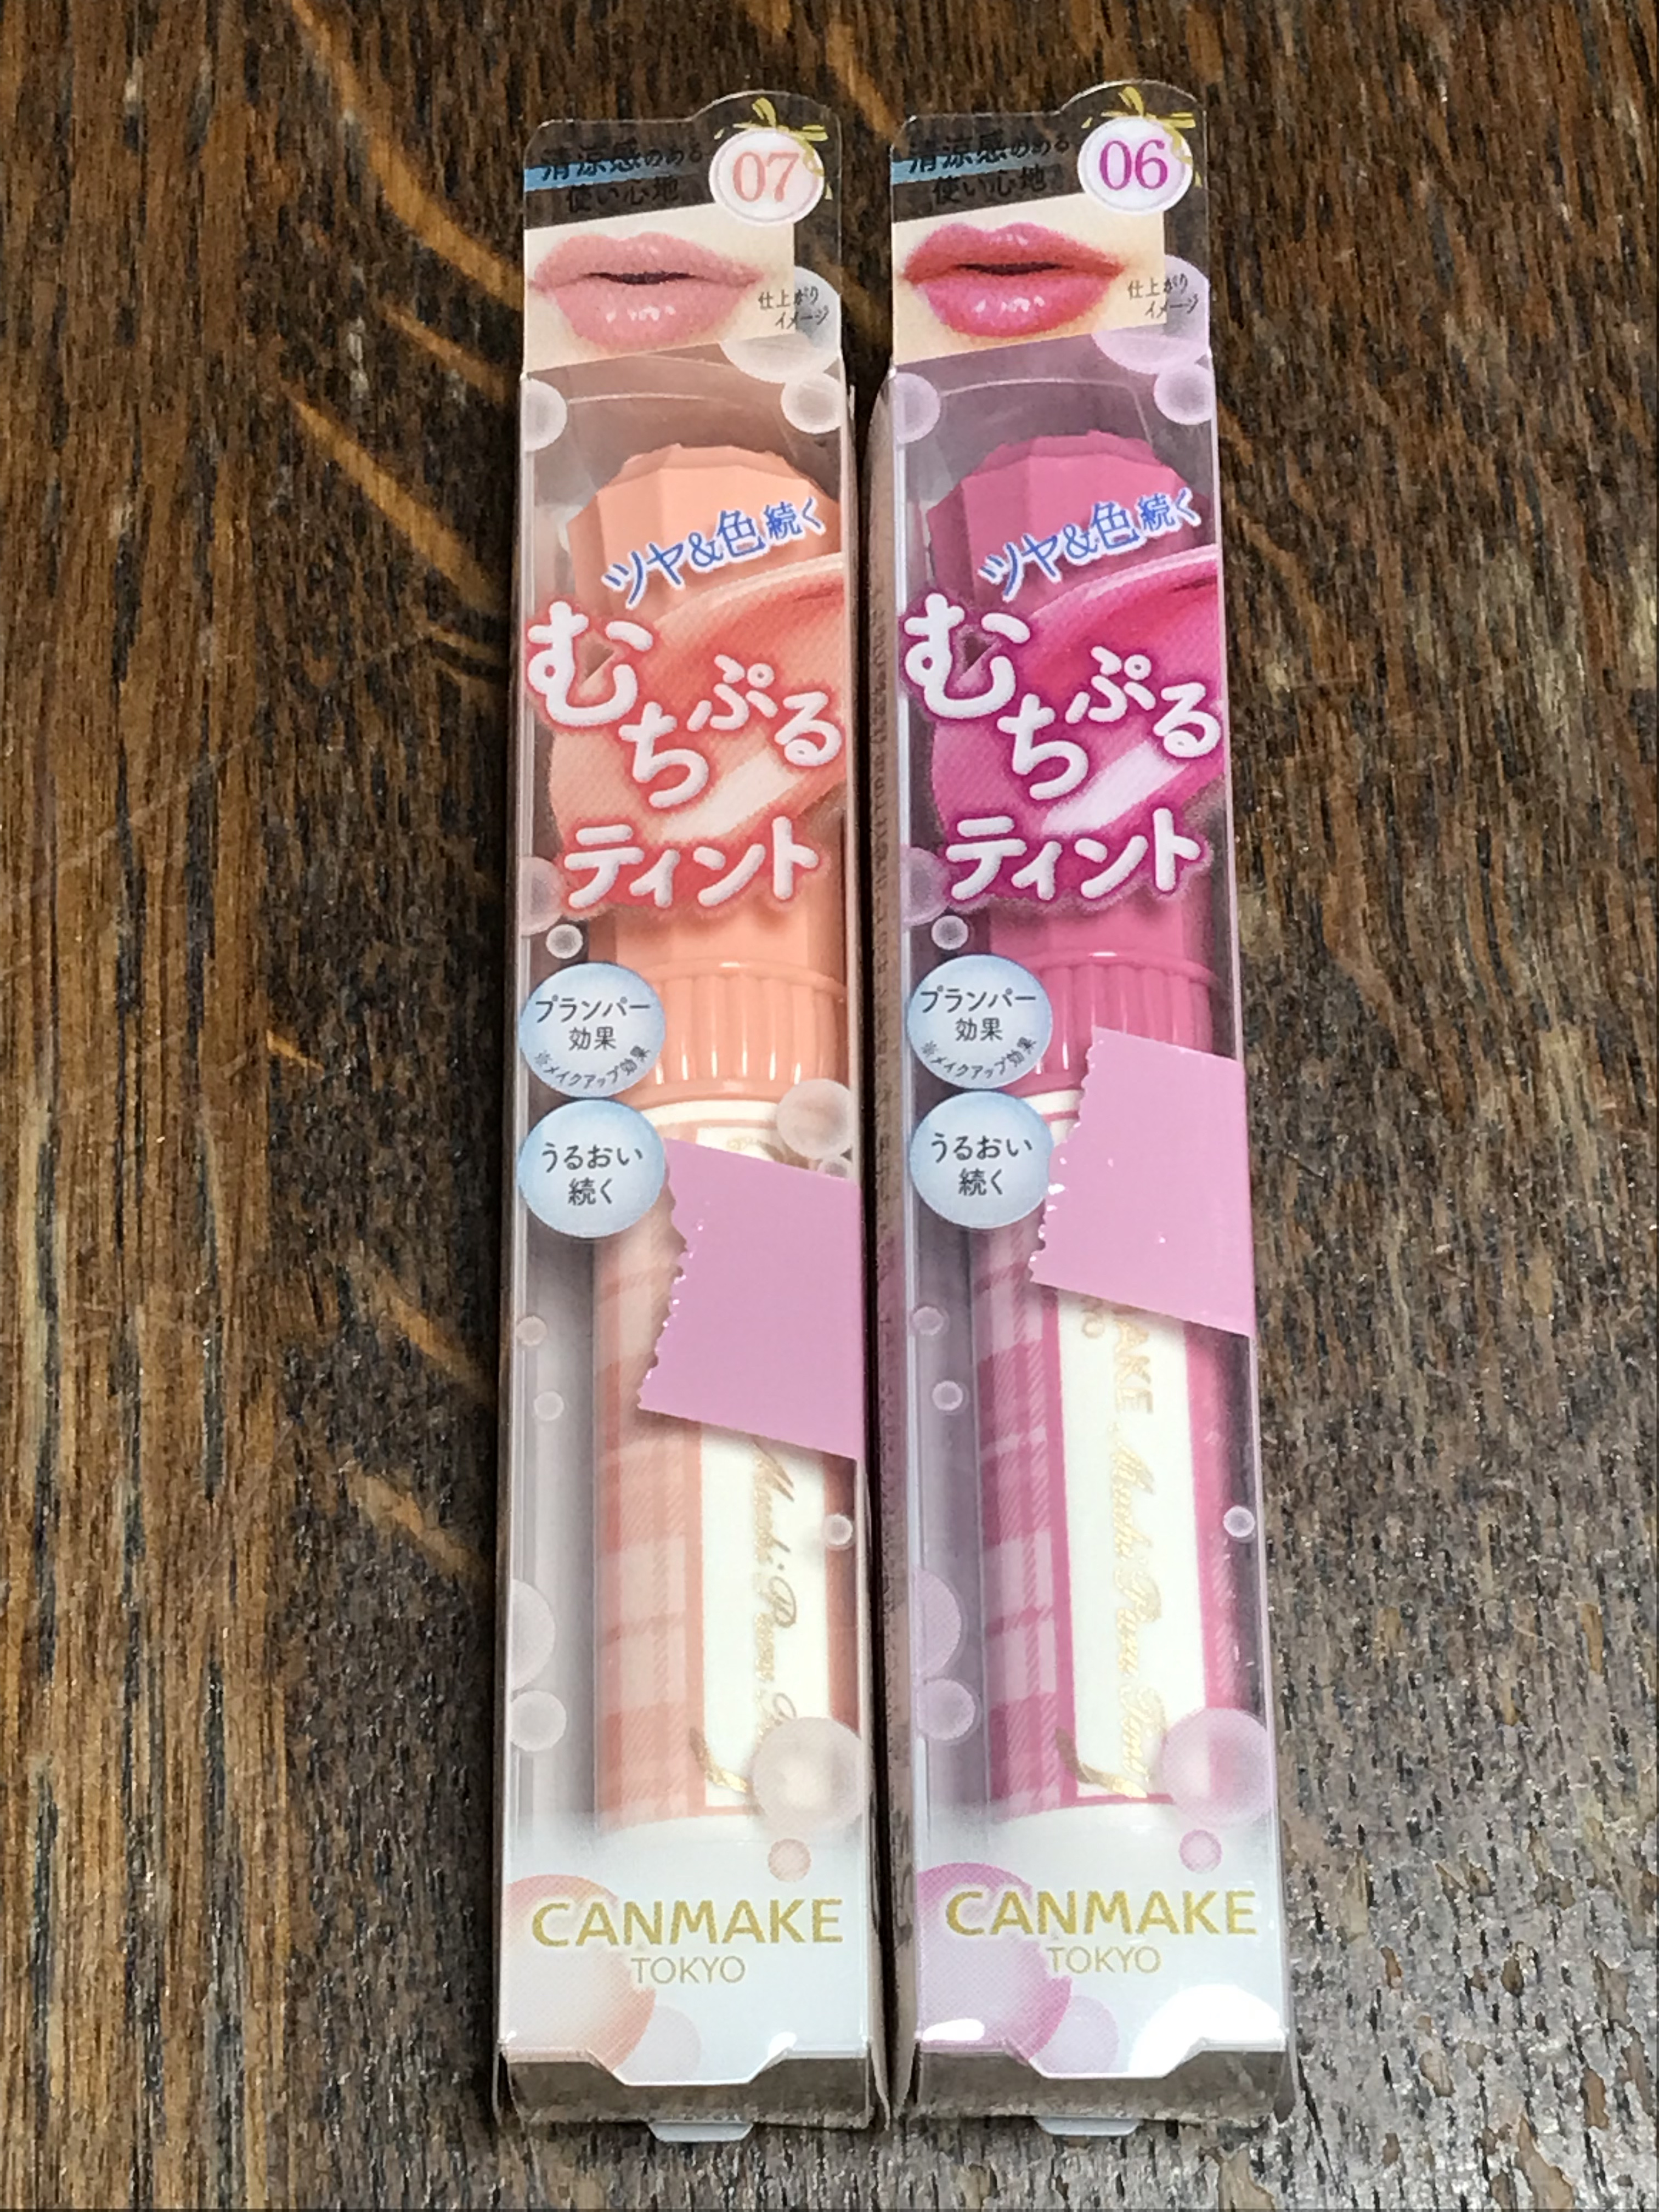 清涼感のある
使い心地
07
仕上がり
イメージ
ツヤ&色続く
むちぷる
ティント
プランパー
効果
※メイクアップ効果
うるおい
続く
CANMAKE
TOKYO
清涼感のある
使い心地
06
仕上がり
イメージ
ツヤ&色続く
むちぷる
ティント
プランパー
効果
※メイクアップ効果
うるおい
続く
AKE
CANMAKE
TOKYO